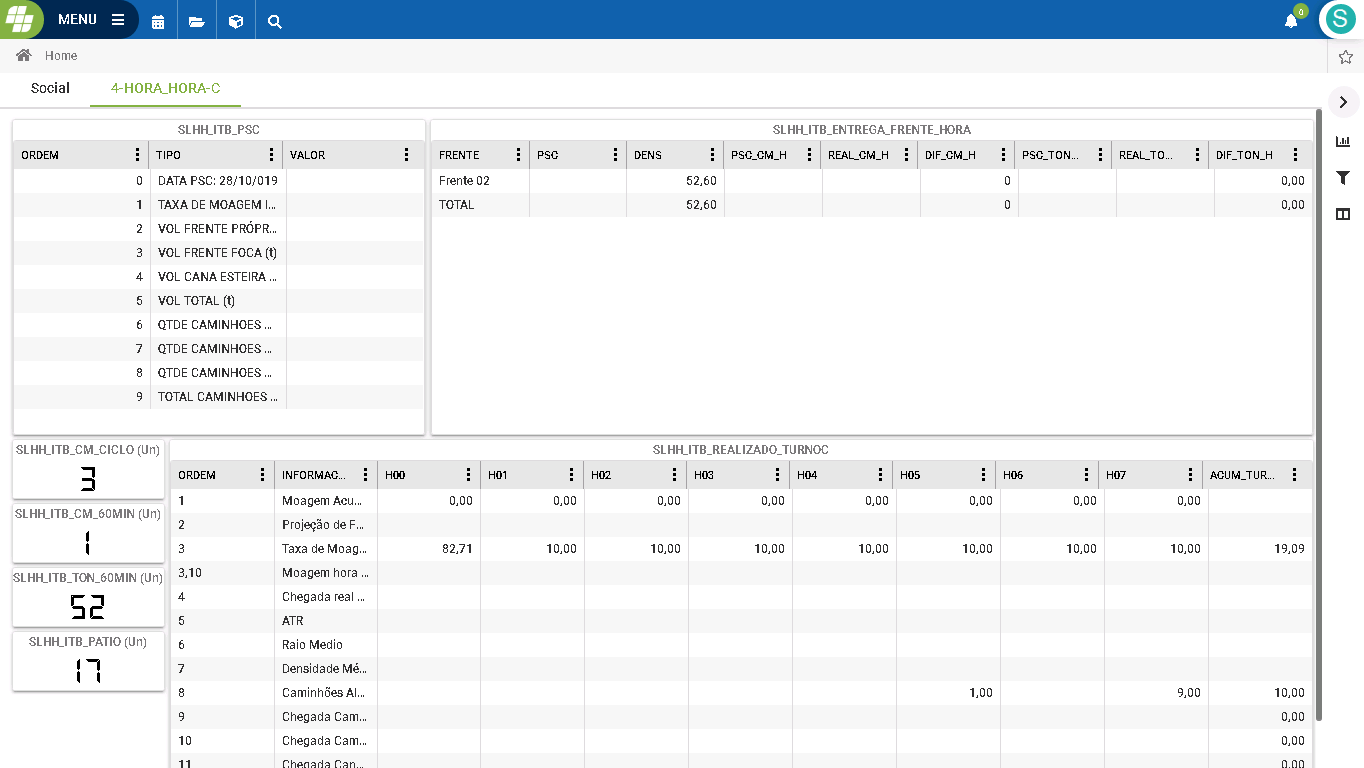 MENU
0
S
Home
Social 4-HORA_HORA-C
SLHH_ITB_PSC
ORDEM TIPO VALOR
0 DATA PSC: 28/10/019
1 TAXA DE MOAGEM I...
2 VOL FRENTE PRÓPR...
3 VOL FRENTE FOCA (t)
4 VOL CANA ESTEIRA ...
5 VOL TOTAL (t)
6 QTDE CAMINHOES ...
7 QTDE CAMINHOES ...
8 QTDE CAMINHOES ...
9 TOTAL CAMINHOES ...
SLHH_ITB_ENTREGA_FRENTE_HORA
FRENTE PSC DENS PSC_CM_H REAL_CM_H DIF_CM_H PSC_TON... REAL_TO... DIF_TON_H
Frente 02 52,60 0 0,00
TOTAL 52,60 0 0,00
SLHH_ITB_CM_CICLO (Un)
3
SLHH_ITB_CM_60MIN (Un)
1
SLHH_ITB_TON_60MIN (Un)
52
SLHH_ITB_PATIO (Un)
17
SLHH_ITB_REALIZADO_TURNOC
ORDEM INFORMAC... H00 H01 H02 H03 H04 H05 H06 H07 ACUM_TUR...
1 Moagem Acu... 0,00 0,00 0,00 0,00 0,00 0,00 0,00 0,00
2 Projeção de F...
3 Taxa de Moag... 82,71 10,00 10,00 10,00 10,00 10,00 10,00 10,00 19,09
3,10 Moagem hora ...
4 Chegada real ...
5 ATR
6 Raio Medio
7 Densidade Mé...
8 Caminhões Al... 1,00 9,00 10,00
9 Chegada Cam... 0,00
10 Chegada Cam... 0,00
11 Chegada Can... 0,00